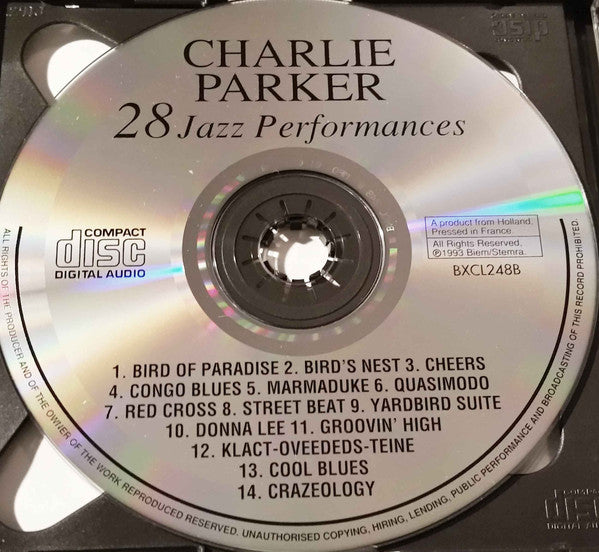 CHARLIE
PARKER
28 Jazz Performances
COMPACT
disc
DIGITAL AUDIO
A product from Holland.
Pressed in France.
All Rights Reserved.
℗1993 Biem/Stemra.
BXCL248B
1. BIRD OF PARADISE 2. BIRD'S NEST 3. CHEERS
4. CONGO BLUES 5. MARMADUKE 6. QUASIMODO
7. RED CROSS 8. STREET BEAT 9. YARDBIRD SUITE
10. DONNA LEE 11. GROOVIN' HIGH
12. KLACT-OVEEDEDS-TEINE
13. COOL BLUES
14. CRAZEOLOGY
ALL RIGHTS OF THE PRODUCER AND OF THE OWNER OF THE WORK REPRODUCED RESERVED. UNAUTHORISED COPYING, HIRING, LENDING, PUBLIC PERFORMANCE AND BROADCASTING OF THIS RECORD PROHIBITED.
disc